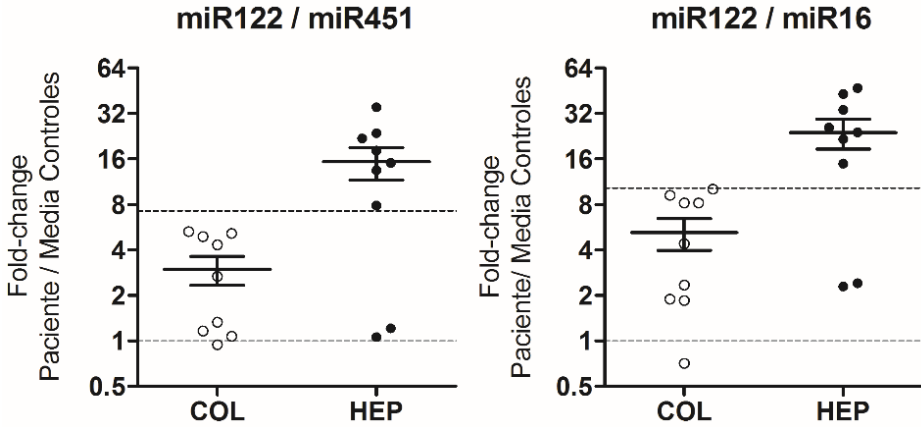 miR122 / miR451
Fold-change
Paciente / Media Controles
64
32
16
8
4
2
1
0.5
COL HEP
miR122 / miR16
Fold-change
Paciente/ Media Controles
64
32
16
8
4
2
1
0.5
COL HEP